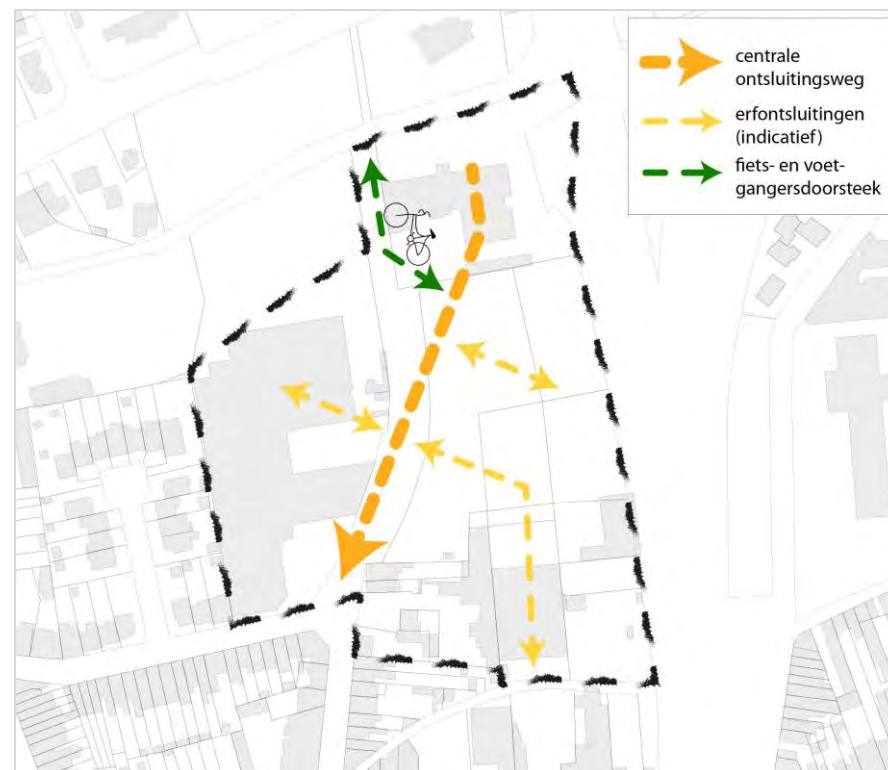 centrale
ontsluitingsweg
erfontsluitingen
(indicatief)
fiets- en voet-
gangersdoorsteek